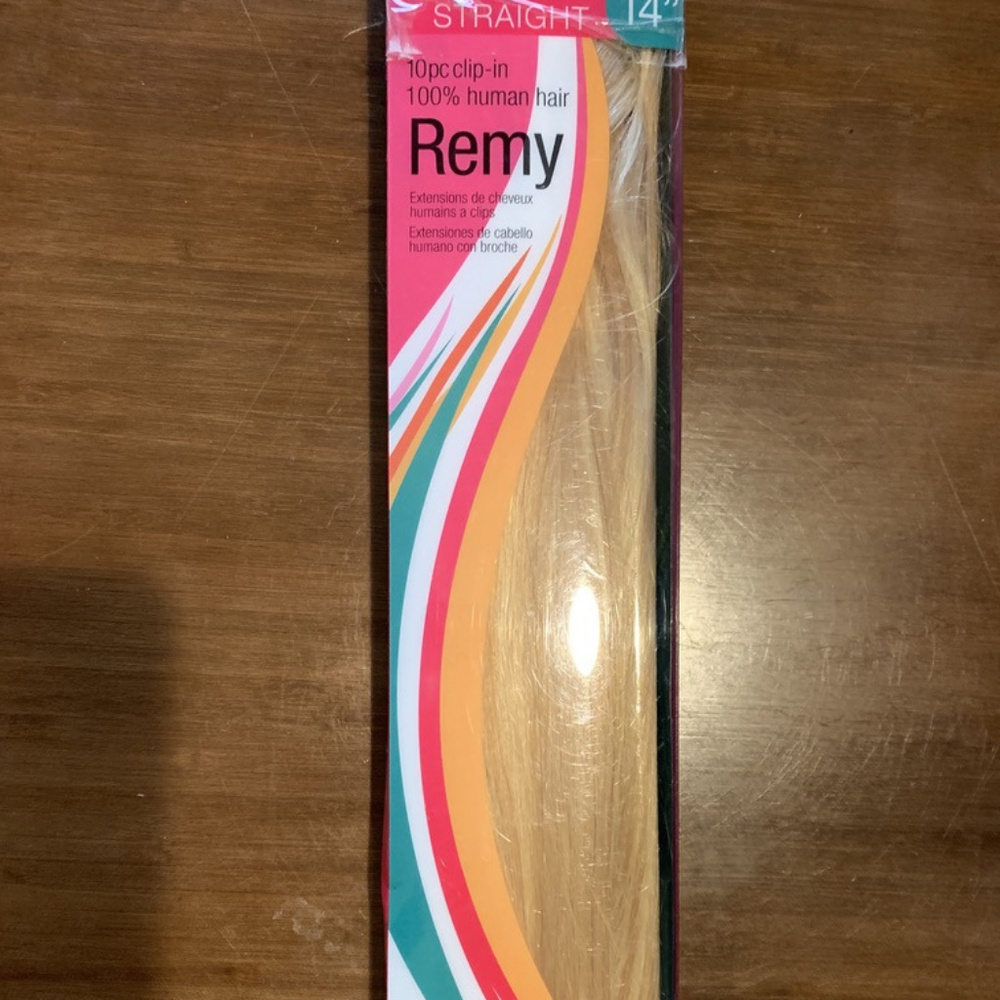 STRAIGHT
14”
10pc clip-in
100% human hair
Remy
Extensions de cheveux
humains a clips
Extensiones de cabello
humano con broche